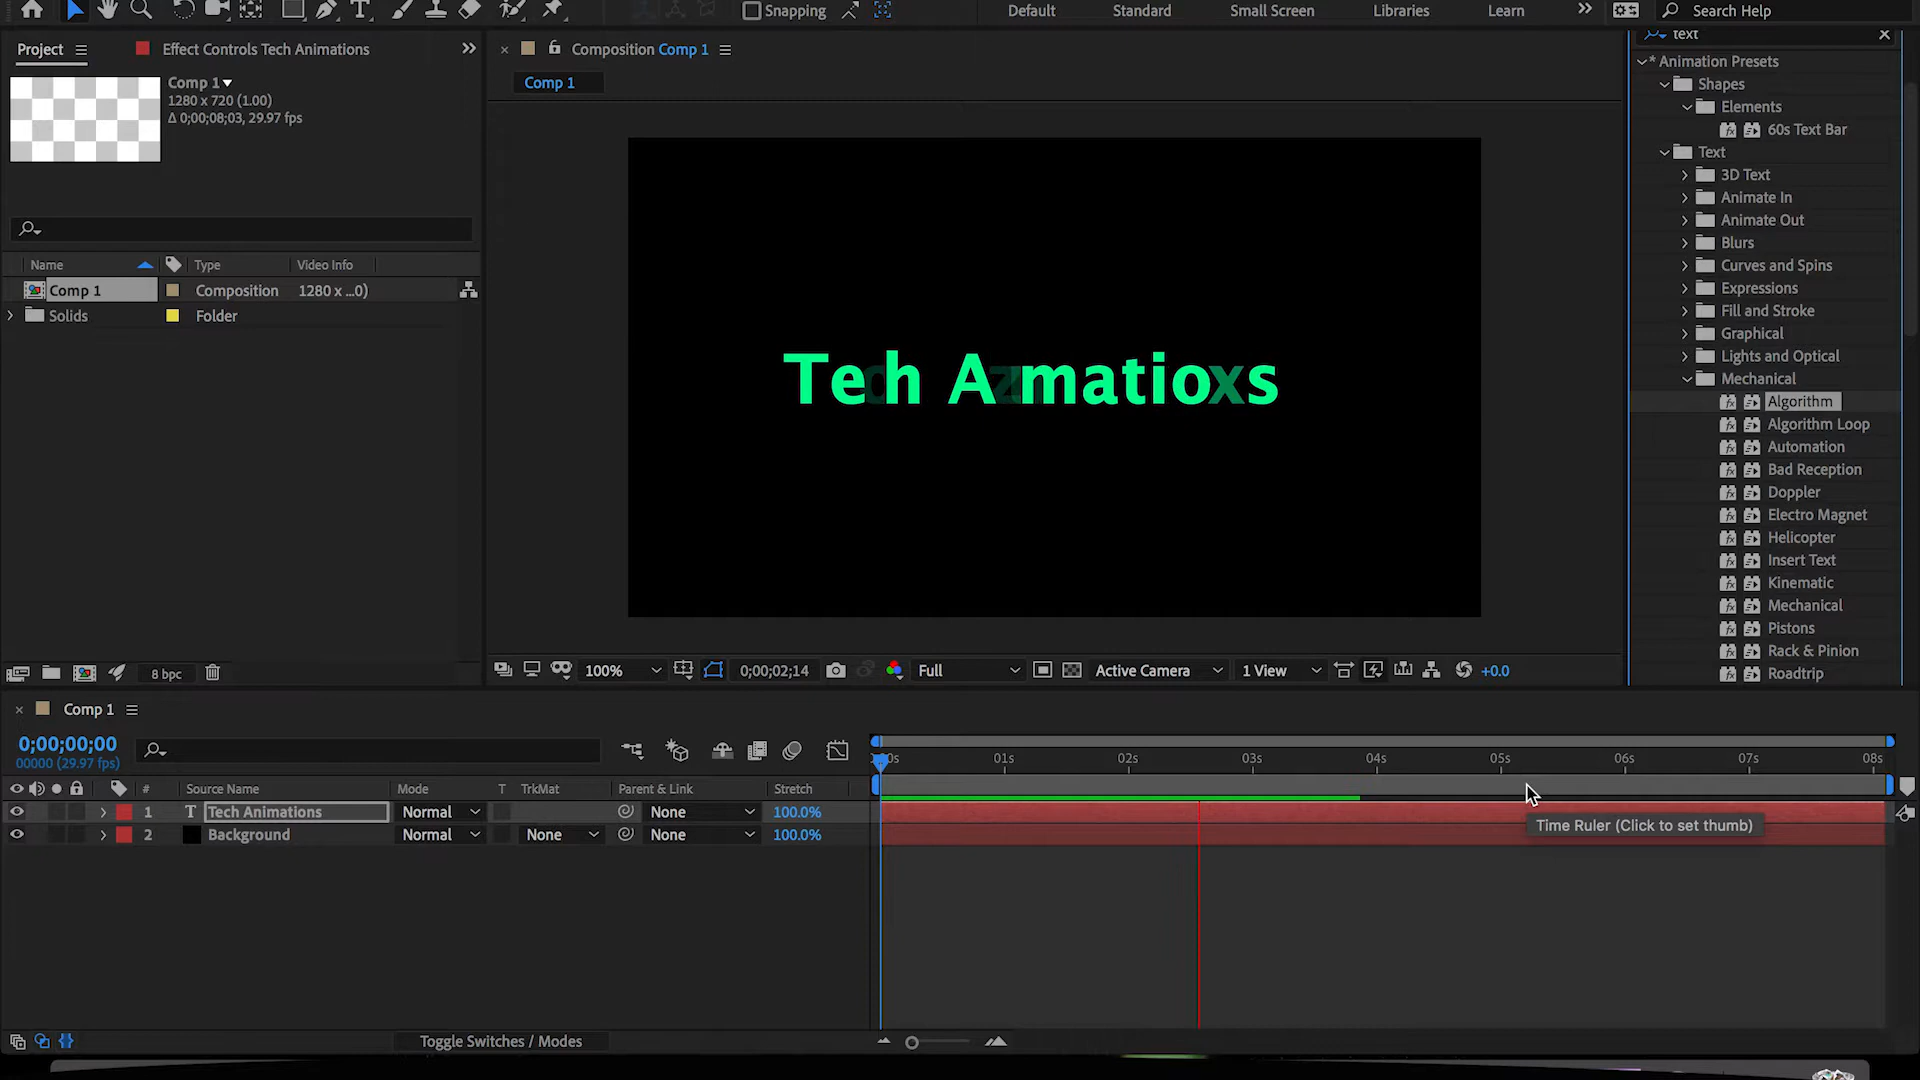 Snapping
Default
Standard
Small Screen
Libraries
Learn
Search Help
Project
Effect Controls Tech Animations
Composition Comp 1
text
Comp 1
1280 x 720 (1.00)
Δ 0;00;08;03, 29.97 fps
Comp 1
Animation Presets
Shapes
Elements
60s Text Bar
Text
3D Text
Animate In
Animate Out
Blurs
Curves and Spins
Expressions
Fill and Stroke
Graphical
Lights and Optical
Mechanical
Algorithm
Algorithm Loop
Automation
Bad Reception
Doppler
Electro Magnet
Helicopter
Insert Text
Kinematic
Mechanical
Pistons
Rack & Pinion
Roadtrip
Name
Type
Video Info
Comp 1
Composition
1280 x ...0)
Solids
Folder
Tech Azmatioxs
8 bpc
100%
0;00;02;14
Full
Active Camera
1 View
+0.0
Comp 1
0;00;00;00
00000 (29.97 fps)
01s
02s
03s
04s
05s
06s
07s
08s
#
Source Name
Mode
T
TrkMat
Parent & Link
Stretch
1
T
Tech Animations
Normal
None
100.0%
2
Background
Normal
None
None
100.0%
Time Ruler (Click to set thumb)
Toggle Switches / Modes